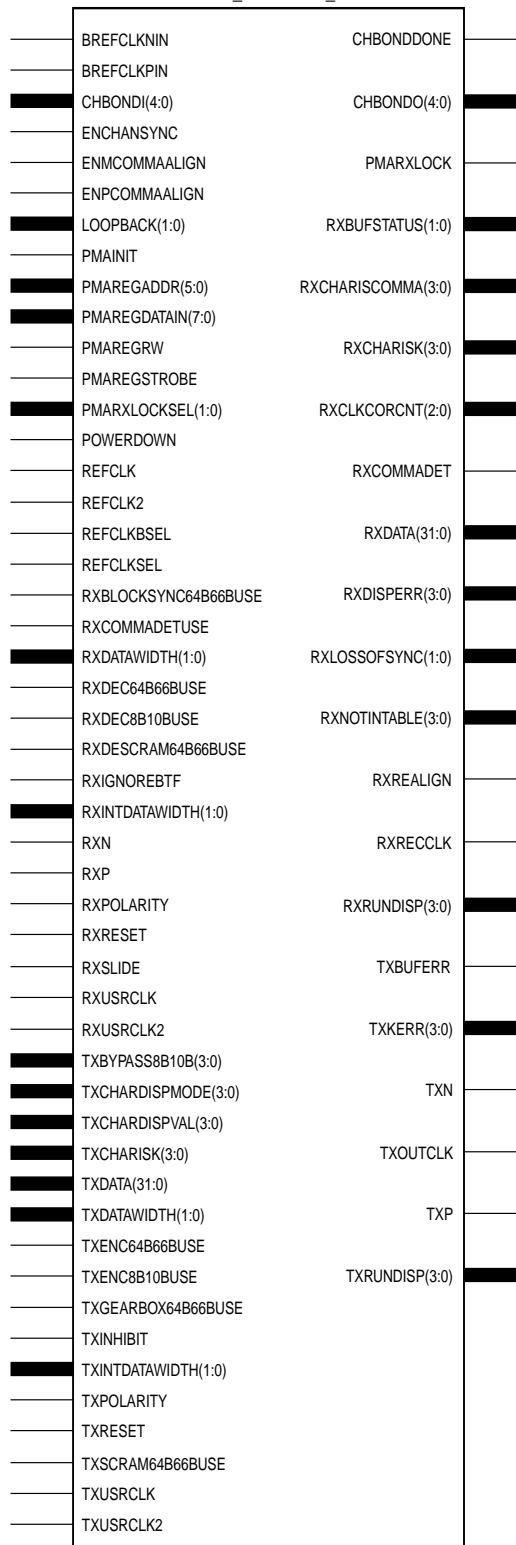 BREFCLKNIN
CHBONDDONE
BREFCLKPIN
CHBONDI(4:0)
CHBONDO(4:0)
ENCHANSYNC
ENMCOMMAALIGN
PMARXLOCK
ENPCOMMAALIGN
LOOPBACK(1:0)
RXBUFSTATUS(1:0)
PMAINIT
PMAREGADDR(5:0)
RXCHARISCOMMA(3:0)
PMAREGDATAIN(7:0)
PMAREGRW
RXCHARISK(3:0)
PMAREGSTROBE
PMARXLOCKSEL(1:0)
RXCLKCORCNT(2:0)
POWERDOWN
REFCLK
RXCOMMADET
REFCLK2
REFCLKBSEL
RXDATA(31:0)
REFCLKSEL
RXBLOCKSYNC64B66BUSE
RXDISPERR(3:0)
RXCOMMADETUSE
RXDATAWIDTH(1:0)
RXLOSSOFSYNC(1:0)
RXDEC64B66BUSE
RXDEC8B10BUSE
RXNOTINTABLE(3:0)
RXDESCRAM64B66BUSE
RXIGNOREBTF
RXREALIGN
RXINTDATAWIDTH(1:0)
RXN
RXRECCLK
RXP
RXPOLARITY
RXRUNDISP(3:0)
RXRESET
RXSLIDE
TXBUFERR
RXUSRCLK
RXUSRCLK2
TXKERR(3:0)
TXBYPASS8B10B(3:0)
TXCHARDISPMODE(3:0)
TXN
TXCHARDISPVAL(3:0)
TXCHARISK(3:0)
TXOUTCLK
TXDATA(31:0)
TXDATAWIDTH(1:0)
TXP
TXENC64B66BUSE
TXENC8B10BUSE
TXRUNDISP(3:0)
TXGEARBOX64B66BUSE
TXINHIBIT
TXINTDATAWIDTH(1:0)
TXPOLARITY
TXRESET
TXSCRAM64B66BUSE
TXUSRCLK
TXUSRCLK2